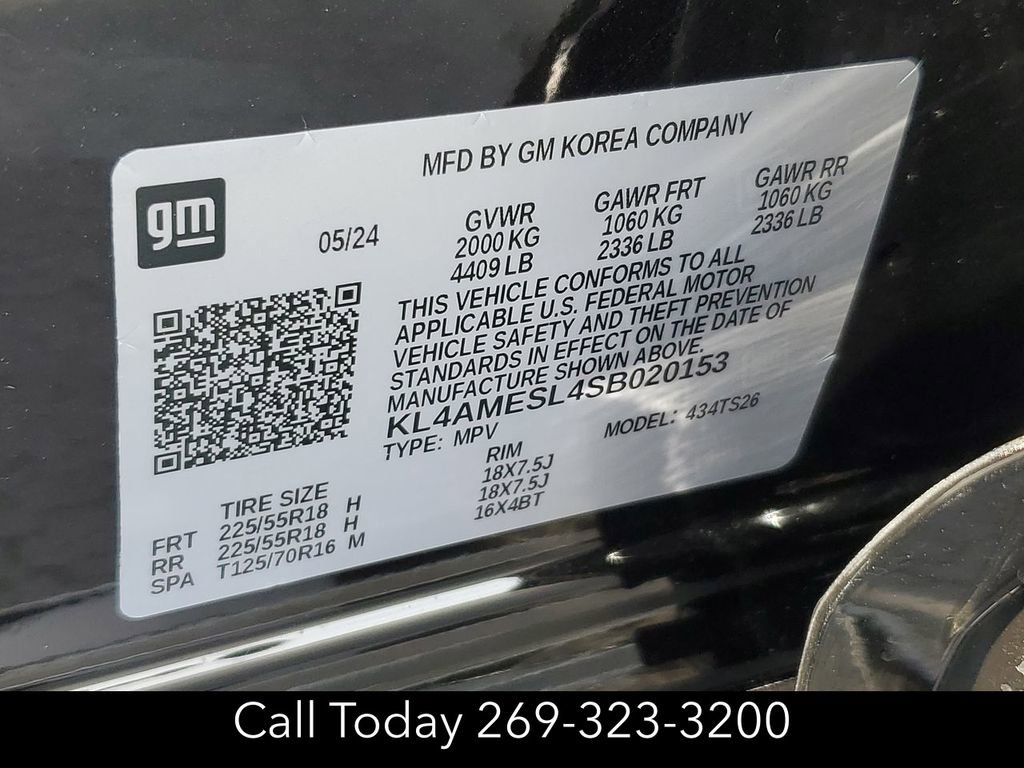 MFD BY GM KOREA COMPANY
gm
05/24
GVWR GAWR FRT GAWR RR
2000 KG 1060 KG 1060 KG
4409 LB 2336 LB 2336 LB
THIS VEHICLE CONFORMS TO ALL
APPLICABLE U.S. FEDERAL MOTOR
VEHICLE SAFETY AND THEFT PREVENTION
STANDARDS IN EFFECT ON THE DATE OF
MANUFACTURE SHOWN ABOVE.
KL4AMESL4SB020153
TYPE: MPV MODEL: 434TS26
TIRE SIZE RIM
FRT 225/55R18 H 18X7.5J
RR 225/55R18 H 18X7.5J
SPA T125/70R16 M 16X4BT
Call Today 269-323-3200